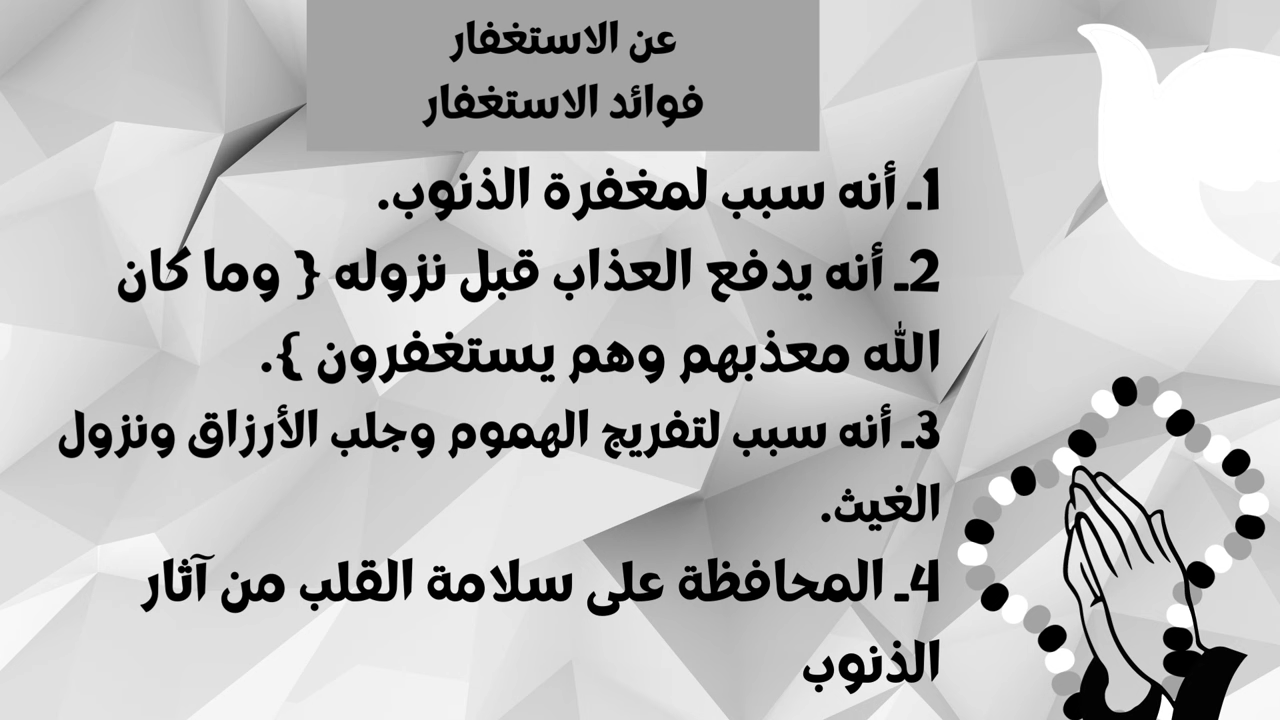 عن الاستغفار
فوائد الاستغفار
1ـ أنه سبب لمغفرة الذنوب.
2ـ أنه يدفع العذاب قبل نزوله { وما كان
الله معذبهم وهم يستغفرون }.
3ـ أنه سبب لتفريج الهموم وجلب الأرزاق ونزول
الغيث.
4ـ المحافظة على سلامة القلب من آثار
الذنوب